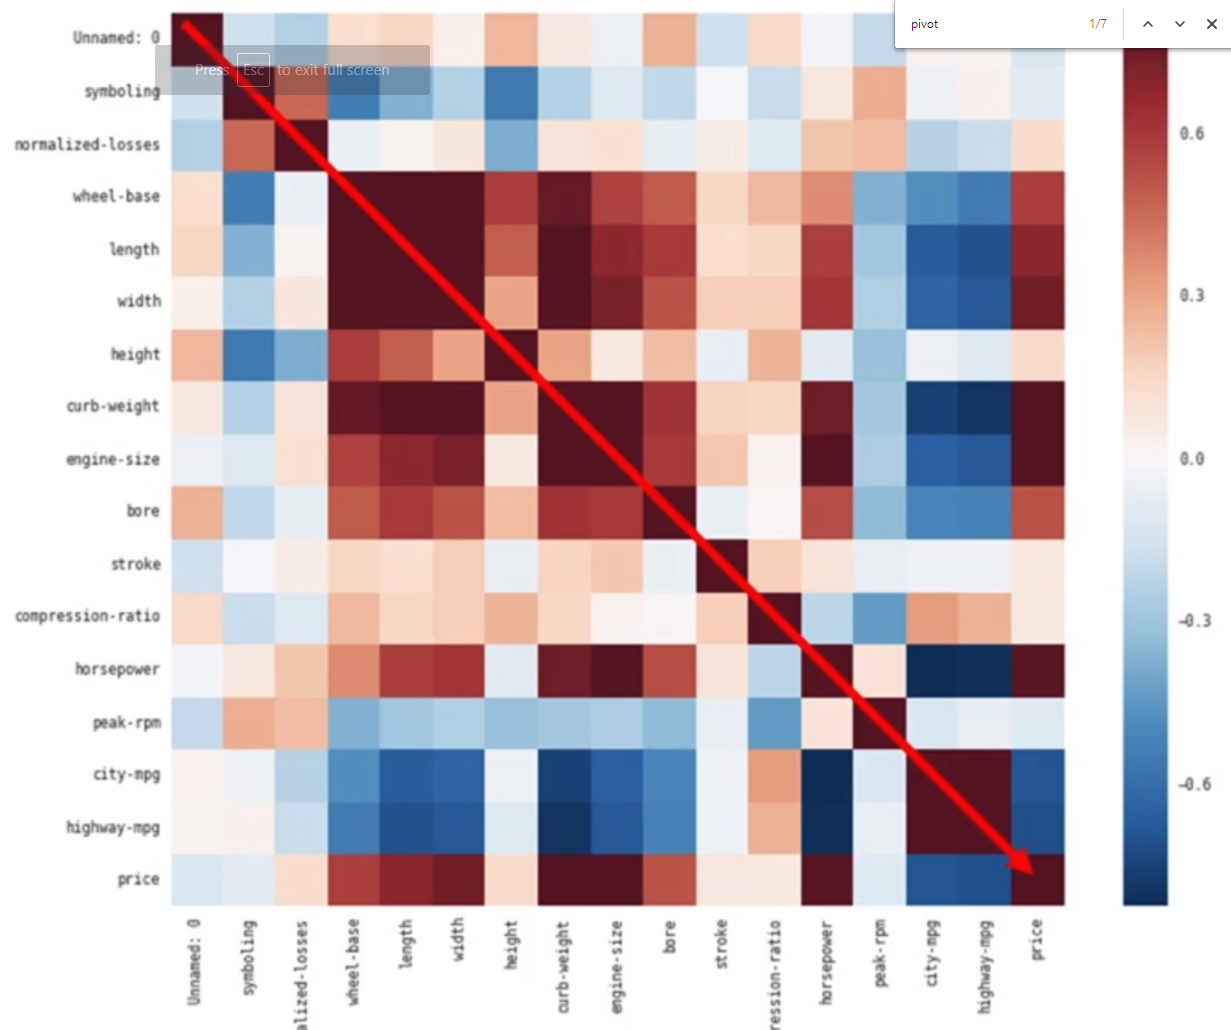 pivot 1/7
Press Esc to exit full screen
Unnamed: 0
symboling
normalized-losses
wheel-base
length
width
height
curb-weight
engine-size
bore
stroke
compression-ratio
horsepower
peak-rpm
city-mpg
highway-mpg
price
0.6
0.3
0.0
−0.3
−0.6
Unnamed: 0
symboling
alized-losses
wheel-base
length
width
height
curb-weight
engine-size
bore
stroke
ression-ratio
horsepower
peak-rpm
city-mpg
highway-mpg
price